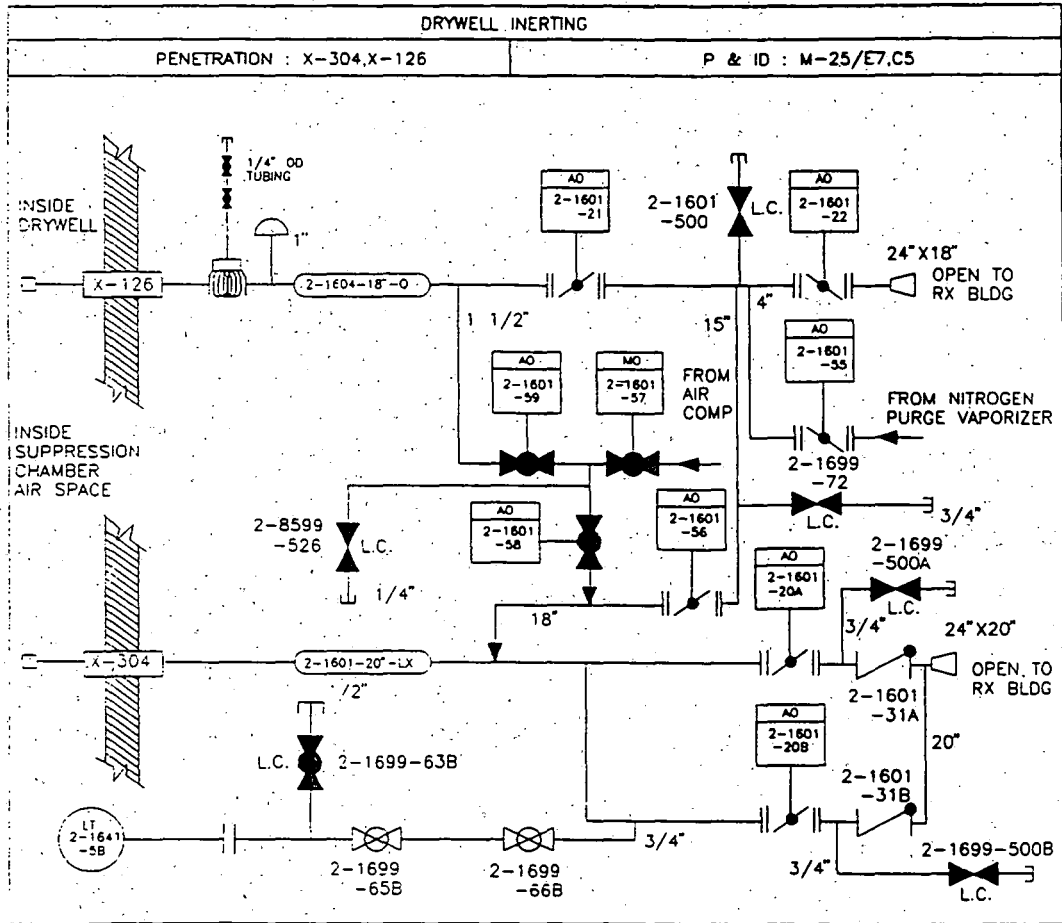 DRYWELL INERTING
PENETRATION : X-304,X-126
P & ID : M-25/E7,C5
1/4" OD
TUBING
INSIDE
DRYWELL
1"
X-126
2-1604-18"-O
AO
2-1601
-21
2-1601
-500
L.C.
AO
2-1601
-22
24"X18"
OPEN TO
RX BLDG
1 1/2"
15"
4"
AO
2-1601
-55
AO
2-1601
-59
MO
2-1601
-57
FROM
AIR
COMP
FROM NITROGEN
PURGE VAPORIZER
INSIDE
SUPPRESSION
CHAMBER
AIR SPACE
2-1699
-72
L.C.
3/4"
2-8599
-526
L.C.
1/4"
AO
2-1601
-58
AO
2-1601
-56
AO
2-1601
-20A
2-1699
-500A
L.C.
3/4"
18"
24"X20"
OPEN TO
RX BLDG
X-304
2-1601-20"-LX
/2"
2-1601
-31A
AO
2-1601
-20B
20"
L.C.
2-1699-63B
2-1601
-31B
LT
2-1641
-5B
3/4"
2-1699
-65B
2-1699
-66B
3/4"
2-1699-500B
L.C.